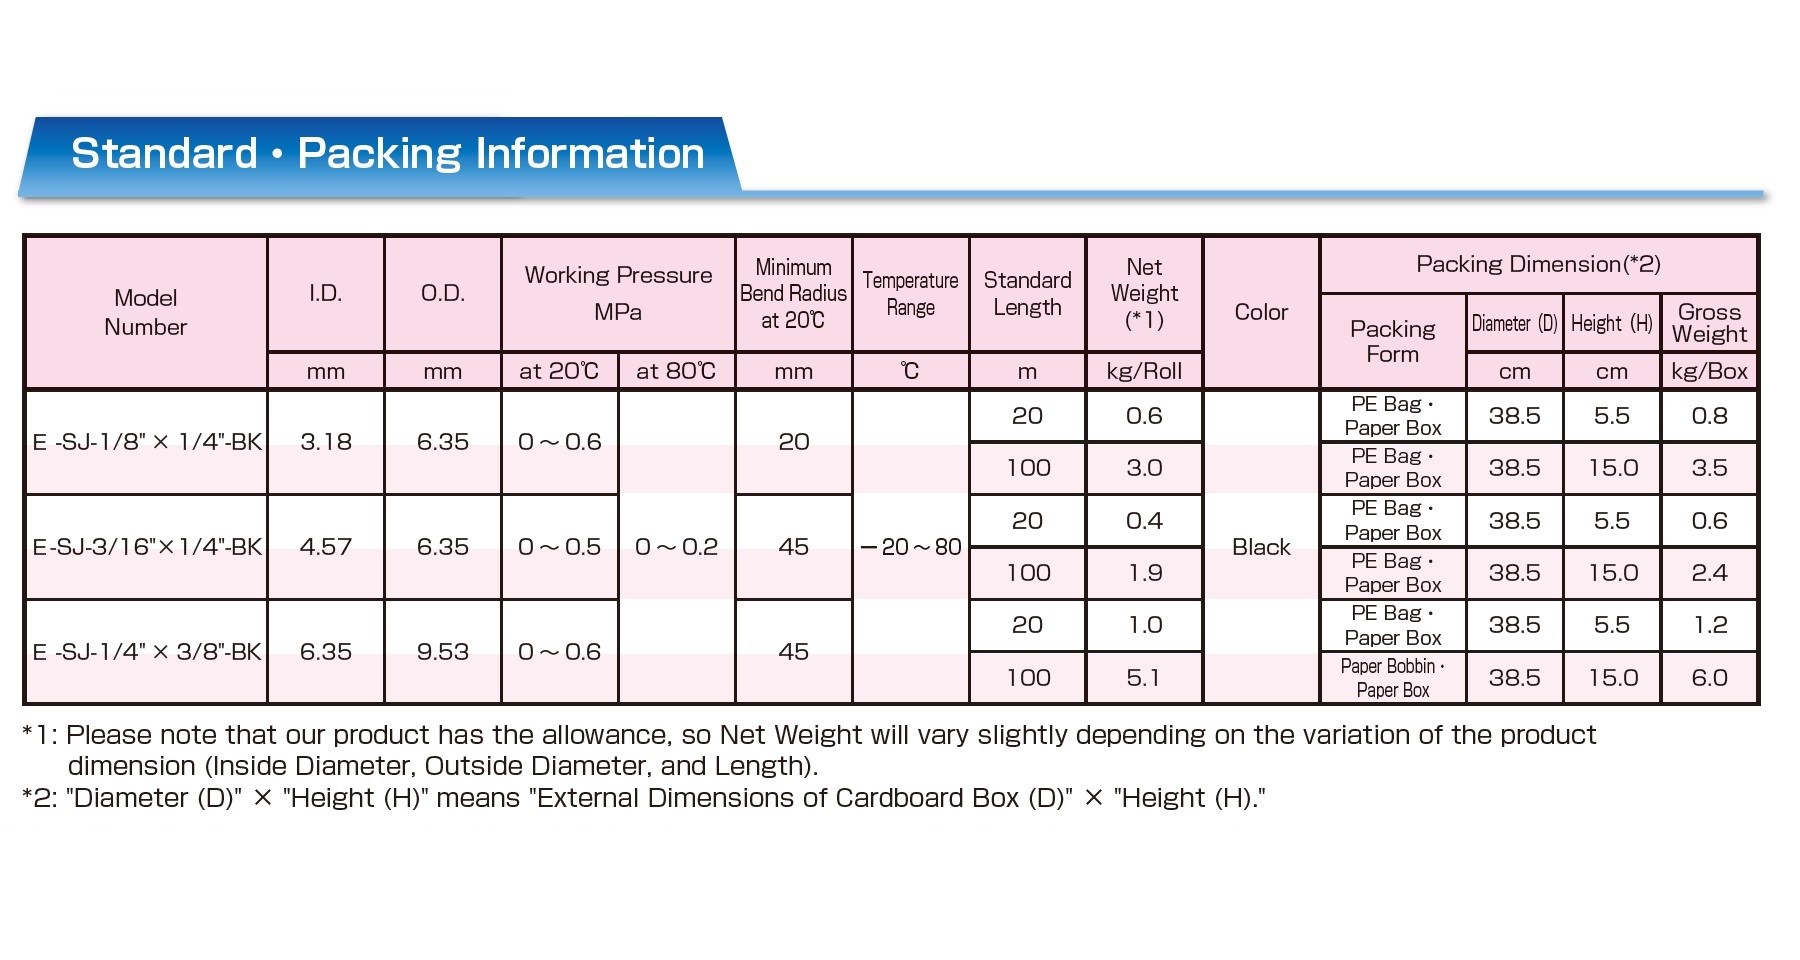 Standard・Packing Information
Model Number I.D. O.D. Working Pressure MPa Minimum Bend Radius at 20℃ Temperature Range Standard Length Net Weight (*1) Color Packing Dimension(*2)
Packing Form Diameter (D) Height (H) Gross Weight
mm mm at 20℃ at 80℃ mm ℃ m kg/Roll cm cm kg/Box
E -SJ-1/8" × 1/4"-BK 3.18 6.35 0～0.6 20 20 0.6 PE Bag・Paper Box 38.5 5.5 0.8
100 3.0 PE Bag・Paper Box 38.5 15.0 3.5
E-SJ-3/16"×1/4"-BK 4.57 6.35 0～0.5 0～0.2 45 −20～80 20 0.4 Black PE Bag・Paper Box 38.5 5.5 0.6
100 1.9 PE Bag・Paper Box 38.5 15.0 2.4
E -SJ-1/4" × 3/8"-BK 6.35 9.53 0～0.6 45 20 1.0 PE Bag・Paper Box 38.5 5.5 1.2
100 5.1 Paper Bobbin・Paper Box 38.5 15.0 6.0
*1: Please note that our product has the allowance, so Net Weight will vary slightly depending on the variation of the product
dimension (Inside Diameter, Outside Diameter, and Length).
*2: "Diameter (D)" × "Height (H)" means "External Dimensions of Cardboard Box (D)" × "Height (H)."